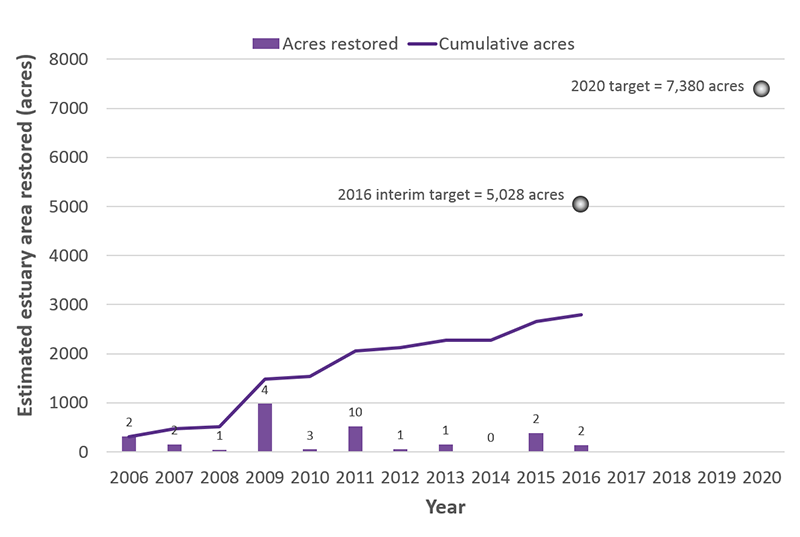 Acres restored Cumulative acres
Estimated estuary area restored (acres)
8000
7000
6000
5000
4000
3000
2000
1000
0
2020 target = 7,380 acres
2016 interim target = 5,028 acres
2 2 1 4 3 10 1 1 0 2 2
2006 2007 2008 2009 2010 2011 2012 2013 2014 2015 2016 2017 2018 2019 2020
Year